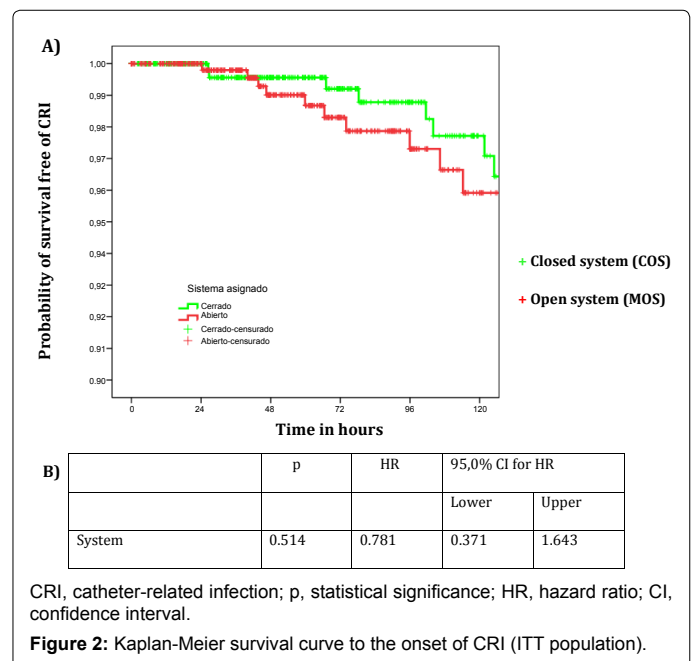 A)
1,00
0,99
0,98
0,97
0,96
0,94
0,92
0,92
0.91
0.90
Probability of survival free of CRI
Sistema asignado
Cerrado
Abierto
Cerrado-censurado
Abierto-censurado
0 24 48 72 96 120
Time in hours
+ Closed system (COS)
+ Open system (MOS)
B)
p HR 95,0% CI for HR
Lower Upper
System 0.514 0.781 0.371 1.643
CRI, catheter-related infection; p, statistical significance; HR, hazard ratio; CI,
confidence interval.
Figure 2: Kaplan-Meier survival curve to the onset of CRI (ITT population).